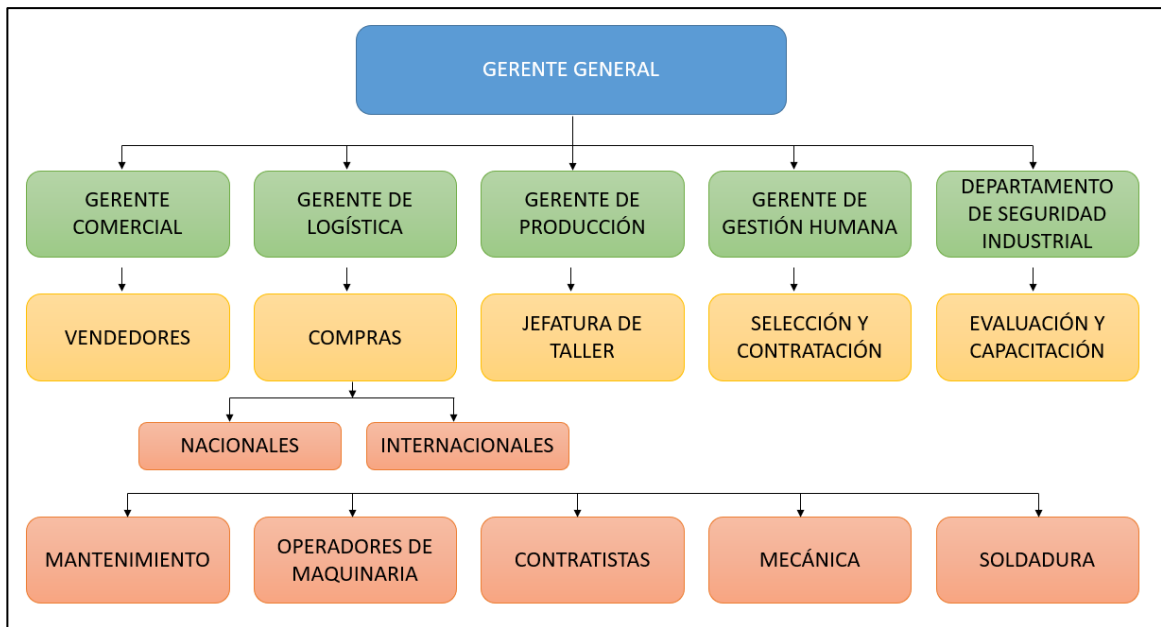 GERENTE GENERAL
GERENTE
COMERCIAL
GERENTE DE
LOGÍSTICA
GERENTE DE
PRODUCCIÓN
GERENTE DE
GESTIÓN HUMANA
DEPARTAMENTO
DE SEGURIDAD
INDUSTRIAL
VENDEDORES
COMPRAS
JEFATURA DE
TALLER
SELECCIÓN Y
CONTRATACIÓN
EVALUACIÓN Y
CAPACITACIÓN
NACIONALES
INTERNACIONALES
MANTENIMIENTO
OPERADORES DE
MAQUINARIA
CONTRATISTAS
MECÁNICA
SOLDADURA